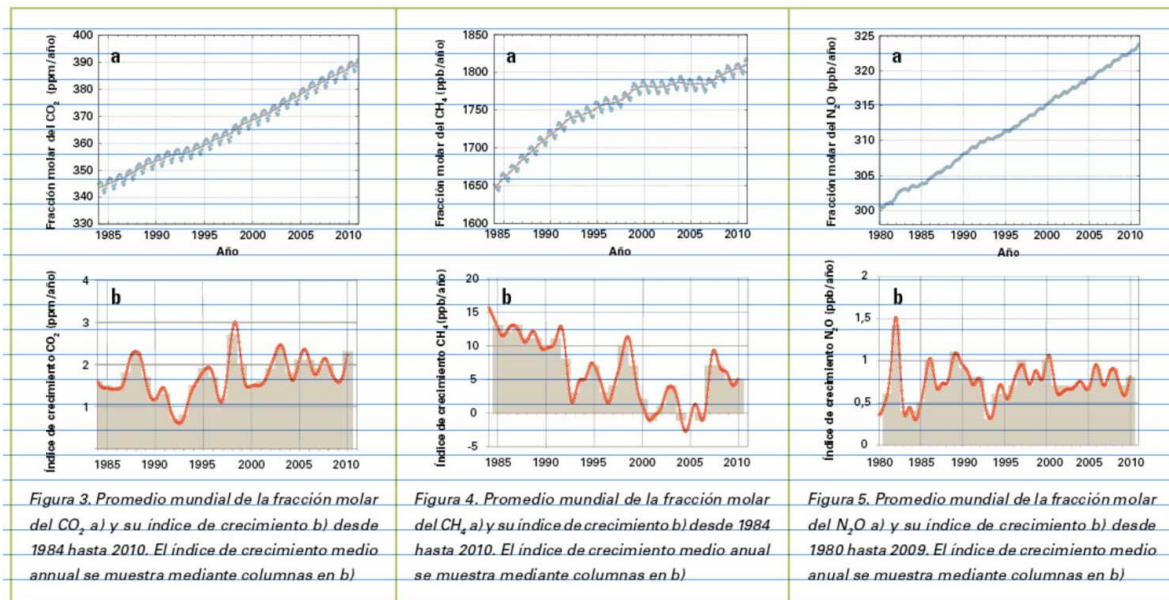 Fracción molar del CO₂ (ppm/año)
a
400
390
380
370
360
350
340
330
1985 1990 1995 2000 2005 2010
Año
Índice de crecimiento CO₂ (ppm/año)
b
4
3
2
1
1985 1990 1995 2000 2005 2010
Figura 3. Promedio mundial de la fracción molar
del CO₂ a) y su índice de crecimiento b) desde
1984 hasta 2010. El índice de crecimiento medio
annual se muestra mediante columnas en b)
Fracción molar del CH₄ (ppb/año)
a
1850
1800
1750
1700
1650
1600
1985 1990 1995 2000 2005 2010
Año
Índice de crecimiento CH₄ (ppb/año)
b
20
15
10
5
0
-5
1985 1990 1995 2000 2005 2010
Figura 4. Promedio mundial de la fracción molar
del CH₄ a) y su índice de crecimiento b) desde 1984
hasta 2010. El índice de crecimiento medio anual
se muestra mediante columnas en b)
Fracción molar del N₂O (ppb/año)
a
325
320
315
310
305
300
1980 1985 1990 1995 2000 2005 2010
Año
Índice de crecimiento N₂O (ppb/año)
b
2
1,5
1
0,5
0
1980 1985 1990 1995 2000 2005 2010
Figura 5. Promedio mundial de la fracción molar
del N₂O a) y su índice de crecimiento b) desde
1980 hasta 2009. El índice de crecimiento medio
anual se muestra mediante columnas en b)